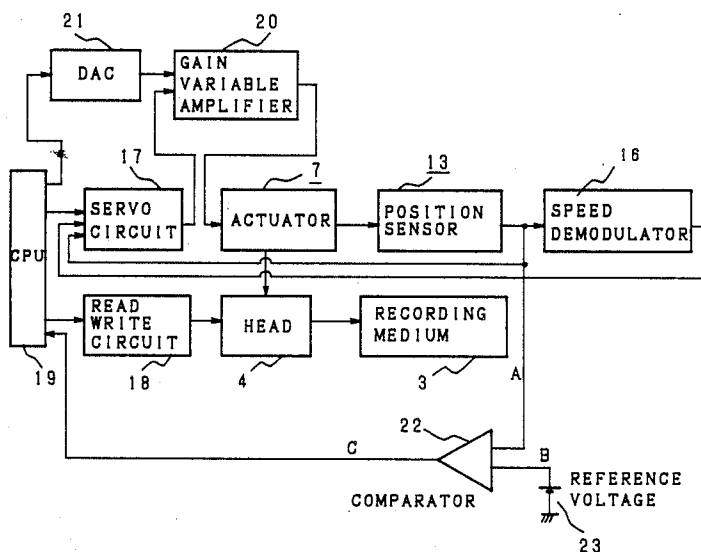 21
20
DAC
GAIN
VARIABLE
AMPLIFIER
17
7
13
16
SERVO
CIRCUIT
ACTUATOR
POSITION
SENSOR
SPEED
DEMODULATOR
CPU
READ
WRITE
CIRCUIT
HEAD
RECORDING
MEDIUM
19
18
4
3
A
22
C
B
COMPARATOR
REFERENCE
VOLTAGE
23